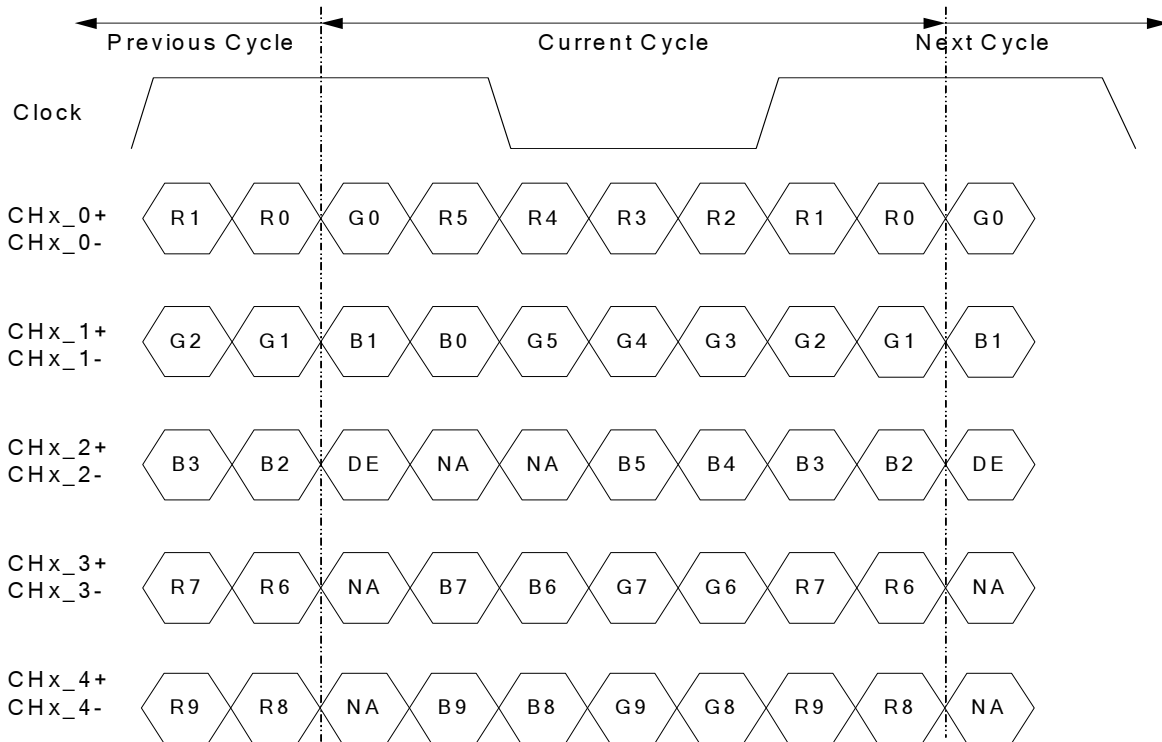 Previous Cycle Current Cycle Next Cycle
Clock
CHx_0+
CHx_0-
R1 R0 G0 R5 R4 R3 R2 R1 R0 G0
CHx_1+
CHx_1-
G2 G1 B1 B0 G5 G4 G3 G2 G1 B1
CHx_2+
CHx_2-
B3 B2 DE NA NA B5 B4 B3 B2 DE
CHx_3+
CHx_3-
R7 R6 NA B7 B6 G7 G6 R7 R6 NA
CHx_4+
CHx_4-
R9 R8 NA B9 B8 G9 G8 R9 R8 NA